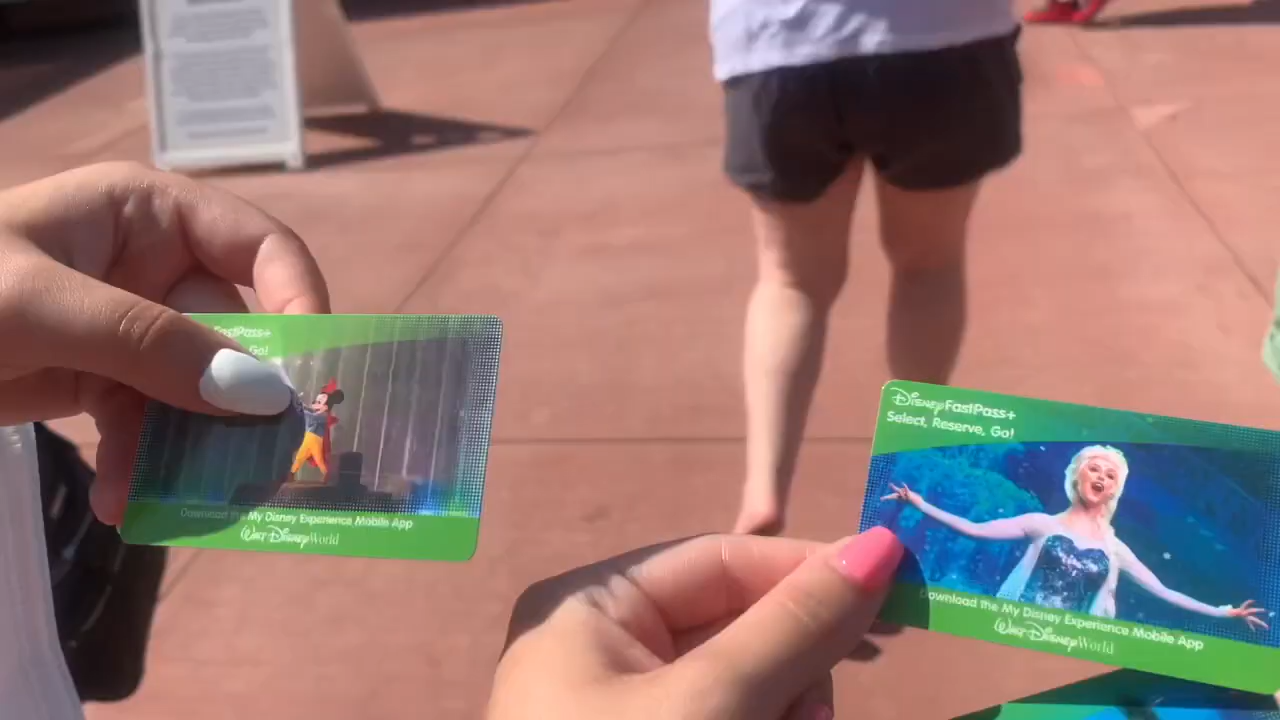 FastPass+
Go!
Download the My Disney Experience Mobile App
Walt Disney World
Disney FastPass+
Select, Reserve, Go!
Download the My Disney Experience Mobile App
Walt Disney World